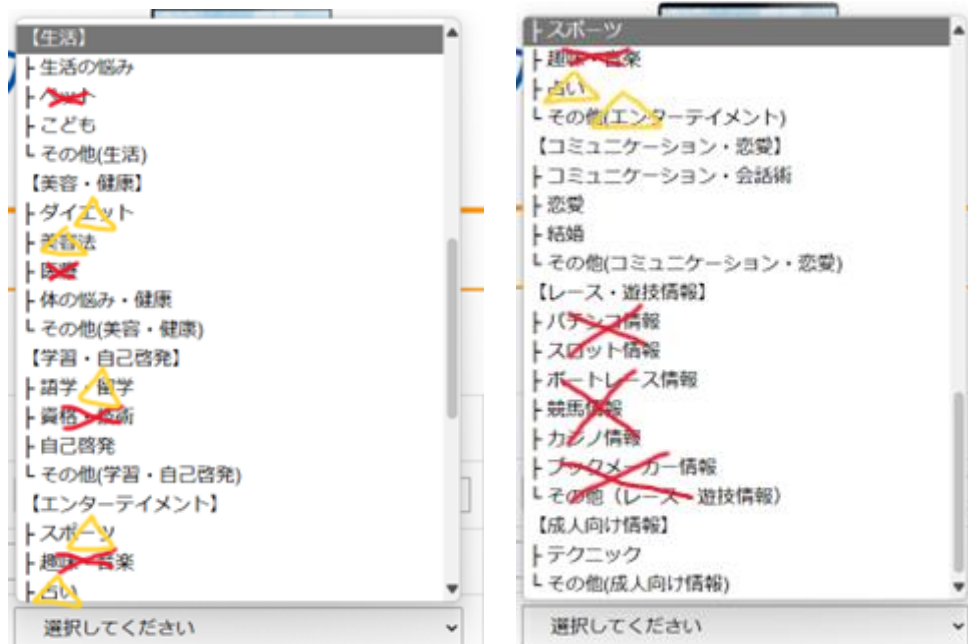 【生活】
├ 生活の悩み
├ ペット
├ こども
└ その他(生活)
【美容・健康】
├ ダイエット
├ 美容法
├ 医療
├ 体の悩み・健康
└ その他(美容・健康)
【学習・自己啓発】
├ 語学・留学
├ 資格・技術
├ 自己啓発
└ その他(学習・自己啓発)
【エンターテイメント】
├ スポーツ
├ 趣味・音楽
├ 占い
選択してください
├ スポーツ
├ 趣味・音楽
├ 占い
└ その他(エンターテイメント)
【コミュニケーション・恋愛】
├ コミュニケーション・会話術
├ 恋愛
├ 結婚
└ その他(コミュニケーション・恋愛)
【レース・遊技情報】
├ パチンコ情報
├ スロット情報
├ ボートレース情報
├ 競馬情報
├ カジノ情報
├ ブックメーカー情報
└ その他（レース・遊技情報）
【成人向け情報】
├ テクニック
└ その他(成人向け情報)
選択してください